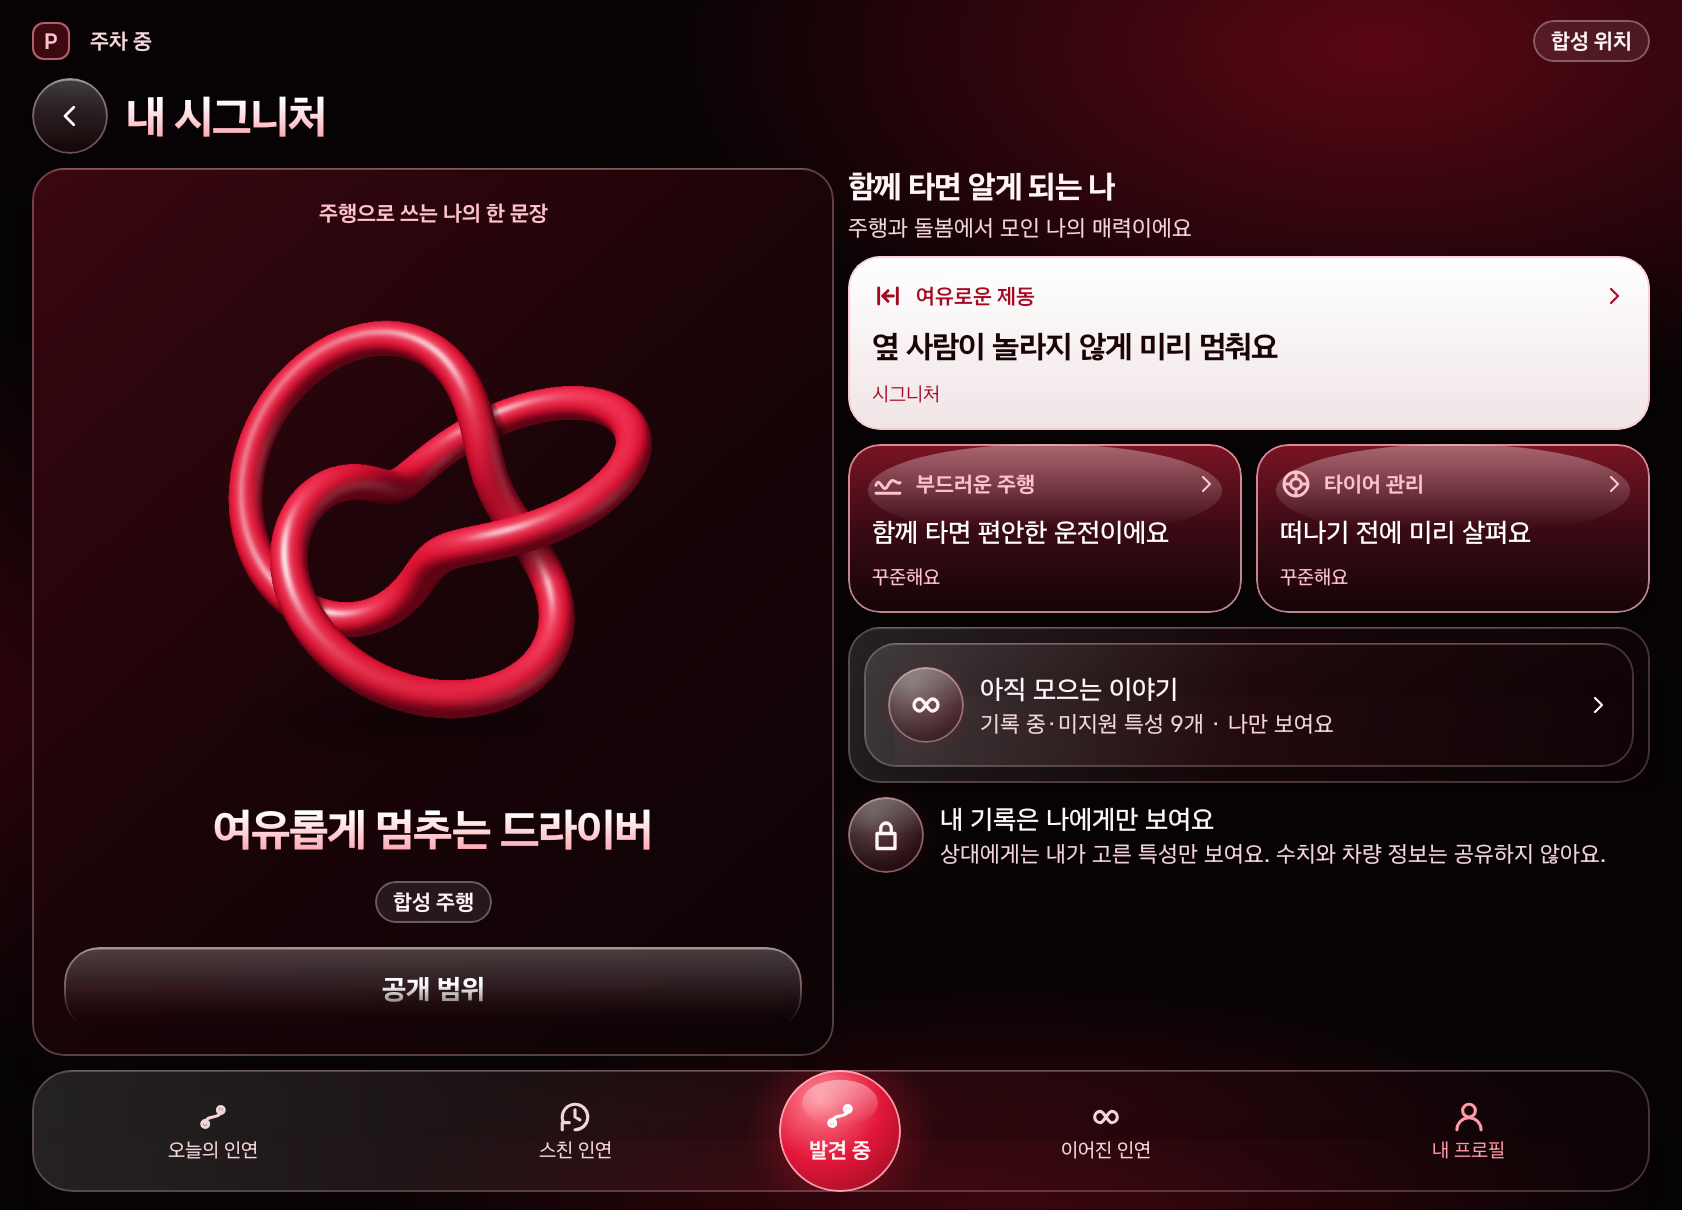 P 주차 중
합성 위치
내 시그니처
주행으로 쓰는 나의 한 문장
여유롭게 멈추는 드라이버
합성 주행
공개 범위
함께 타면 알게 되는 나
주행과 돌봄에서 모인 나의 매력이에요
여유로운 제동
옆 사람이 놀라지 않게 미리 멈춰요
시그니처
부드러운 주행
함께 타면 편안한 운전이에요
꾸준해요
타이어 관리
떠나기 전에 미리 살펴요
꾸준해요
아직 모으는 이야기
기록 중·미지원 특성 9개 · 나만 보여요
내 기록은 나에게만 보여요
상대에게는 내가 고른 특성만 보여요. 수치와 차량 정보는 공유하지 않아요.
오늘의 인연
스친 인연
발견 중
이어진 인연
내 프로필